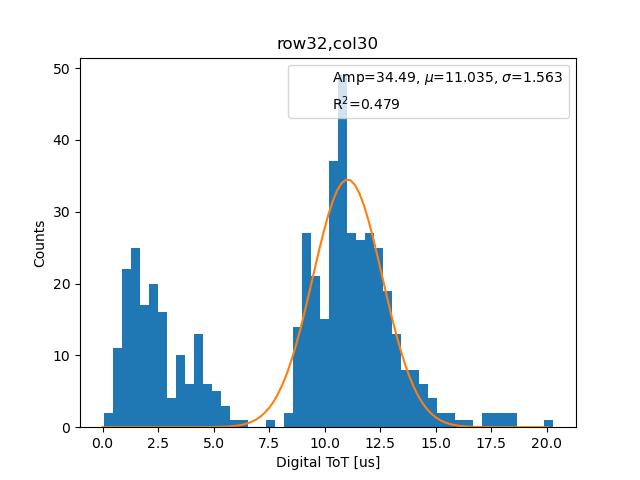 row32,col30
Amp=34.49, μ=11.035, σ=1.563
R²=0.479
50
40
30
20
10
0
Counts
0.0 2.5 5.0 7.5 10.0 12.5 15.0 17.5 20.0
Digital ToT [us]